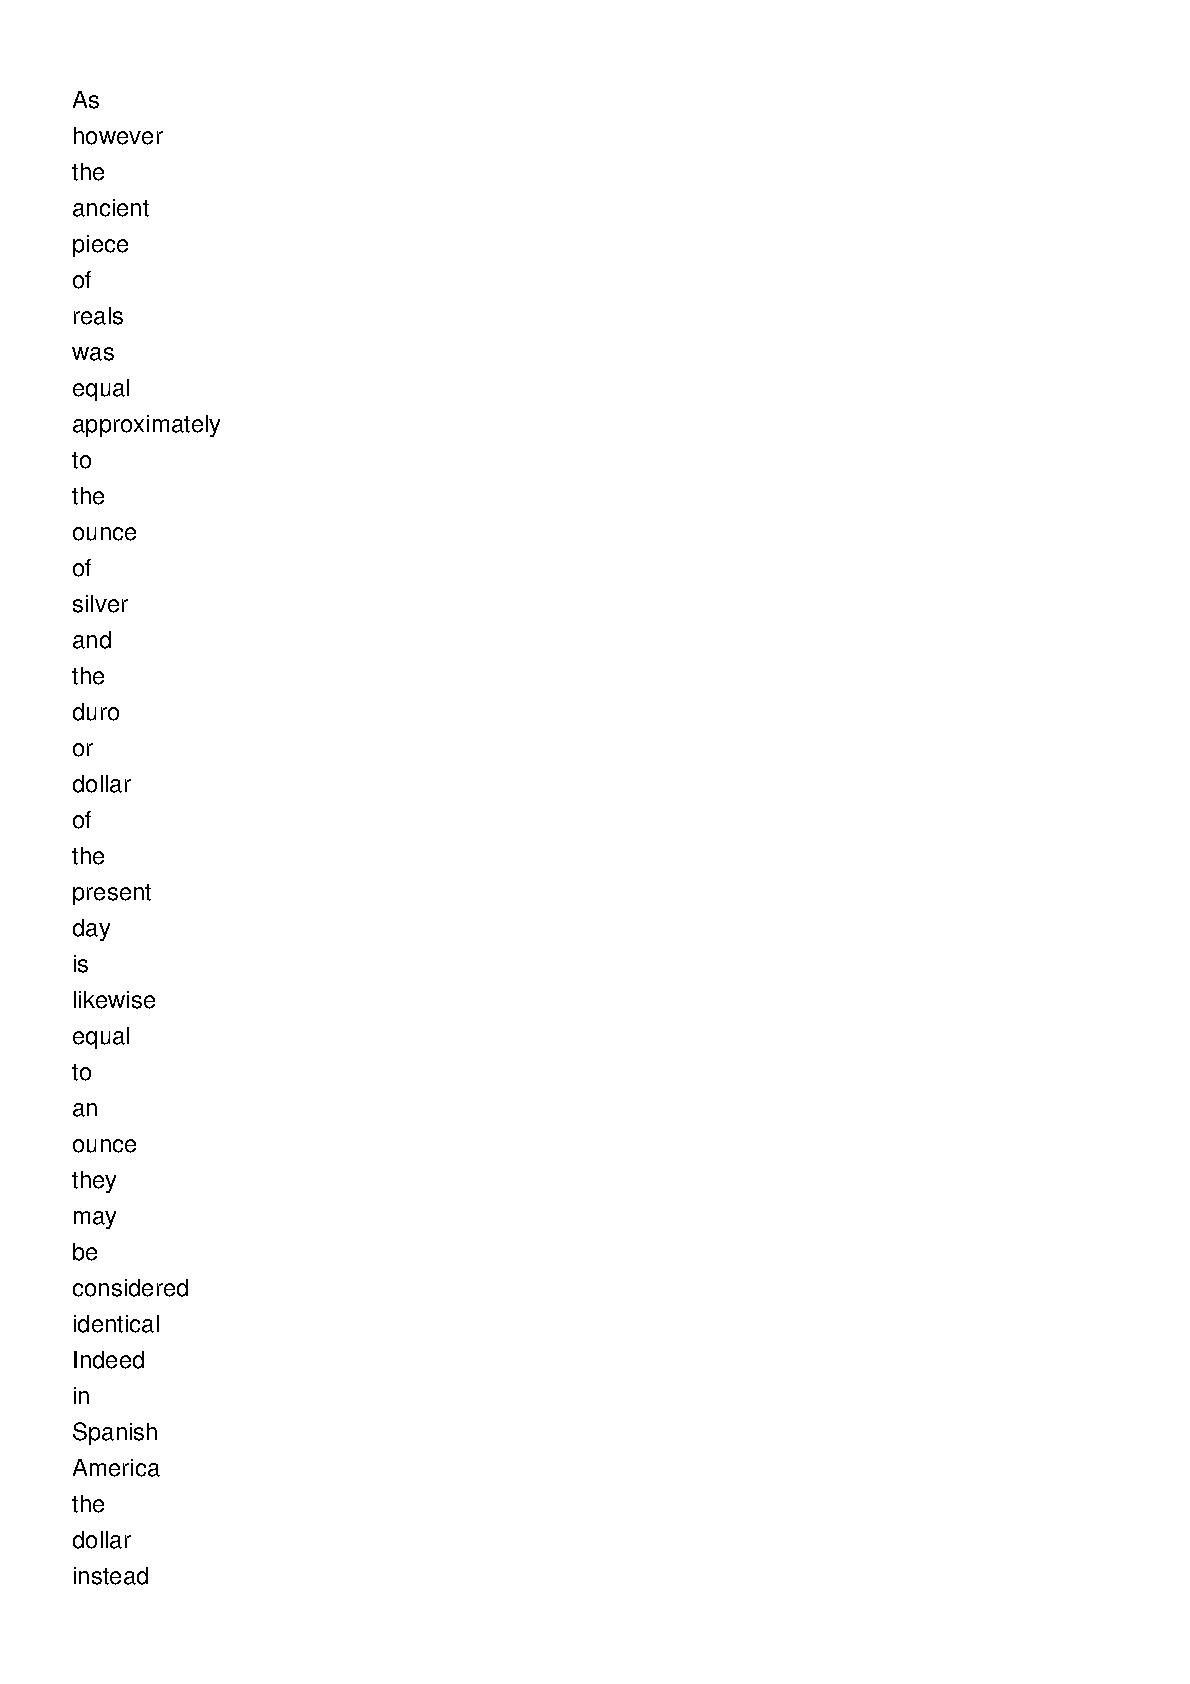 As
however
the
ancient
piece
of
reals
was
equal
approximately
to
the
ounce
of
silver
and
the
duro
or
dollar
of
the
present
day
is
likewise
equal
to
an
ounce
they
may
be
considered
identical
Indeed
in
Spanish
America
the
dollar
instead